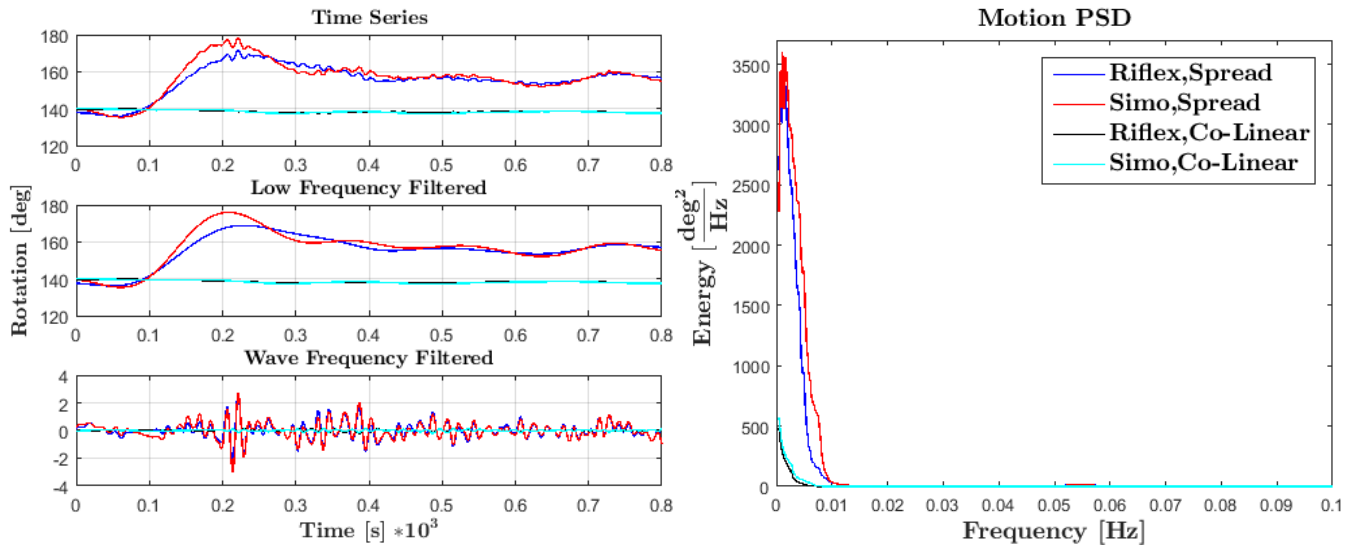 Time Series
180
160
140
120
0 0.1 0.2 0.3 0.4 0.5 0.6 0.7 0.8
Low Frequency Filtered
180
160
140
120
0 0.1 0.2 0.3 0.4 0.5 0.6 0.7 0.8
Rotation [deg]
Wave Frequency Filtered
4
2
0
-2
-4
0 0.1 0.2 0.3 0.4 0.5 0.6 0.7 0.8
Time [s] *10³
Motion PSD
3500
3000
2500
2000
1500
1000
500
0
Energy [deg²/Hz]
Riflex,Spread
Simo,Spread
Riflex,Co-Linear
Simo,Co-Linear
0 0.01 0.02 0.03 0.04 0.05 0.06 0.07 0.08 0.09 0.1
Frequency [Hz]